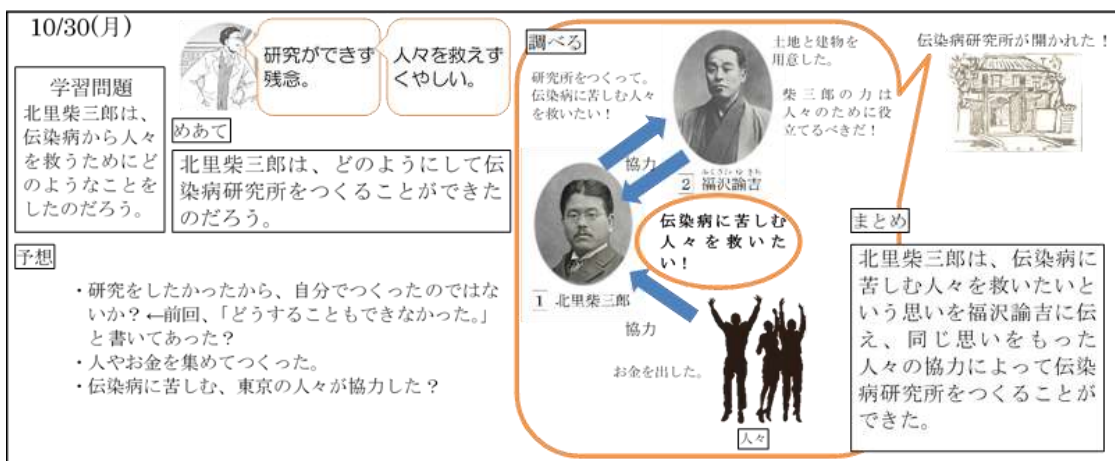 10/30(月)
学習問題
北里柴三郎は、
伝染病から人々
を救うためにど
のようなことを
したのだろう。
研究ができず
残念。
人々を救えず
くやしい。
めあて
北里柴三郎は、どのようにして伝
染病研究所をつくることができた
のだろう。
予想
・研究をしたかったから、自分でつくったのではな
いか?←前回、「どうすることもできなかった。」
と書いてあった?
・人やお金を集めてつくった。
・伝染病に苦しむ、東京の人々が協力した?
調べる
研究所をつくって。
伝染病に苦しむ人々
を救いたい!
土地と建物を
用意した。
柴三郎の力は
人々のために役
立てるべきだ!
協力
ふくざわ ゆ きち
2 福沢諭吉
伝染病に苦しむ
人々を救いた
い!
1 北里柴三郎
協力
お金を出した。
人々
伝染病研究所が開かれた!
まとめ
北里柴三郎は、伝染病に
苦しむ人々を救いたいと
いう思いを福沢諭吉に伝
え、同じ思いをもった
人々の協力によって伝染
病研究所をつくることが
できた。